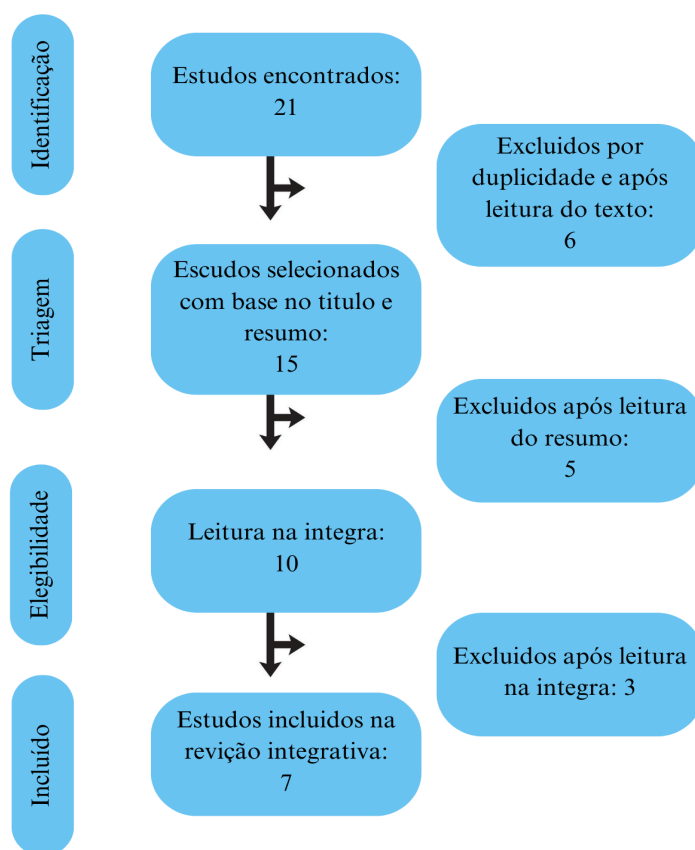 Identificação
Estudos encontrados:
21
Excluidos por
duplicidade e após
leitura do texto:
6
Triagem
Escudos selecionados
com base no titulo e
resumo:
15
Excluidos após leitura
do resumo:
5
Elegibilidade
Leitura na integra:
10
Excluidos após leitura
na integra: 3
Incluído
Estudos incluidos na
revição integrativa:
7